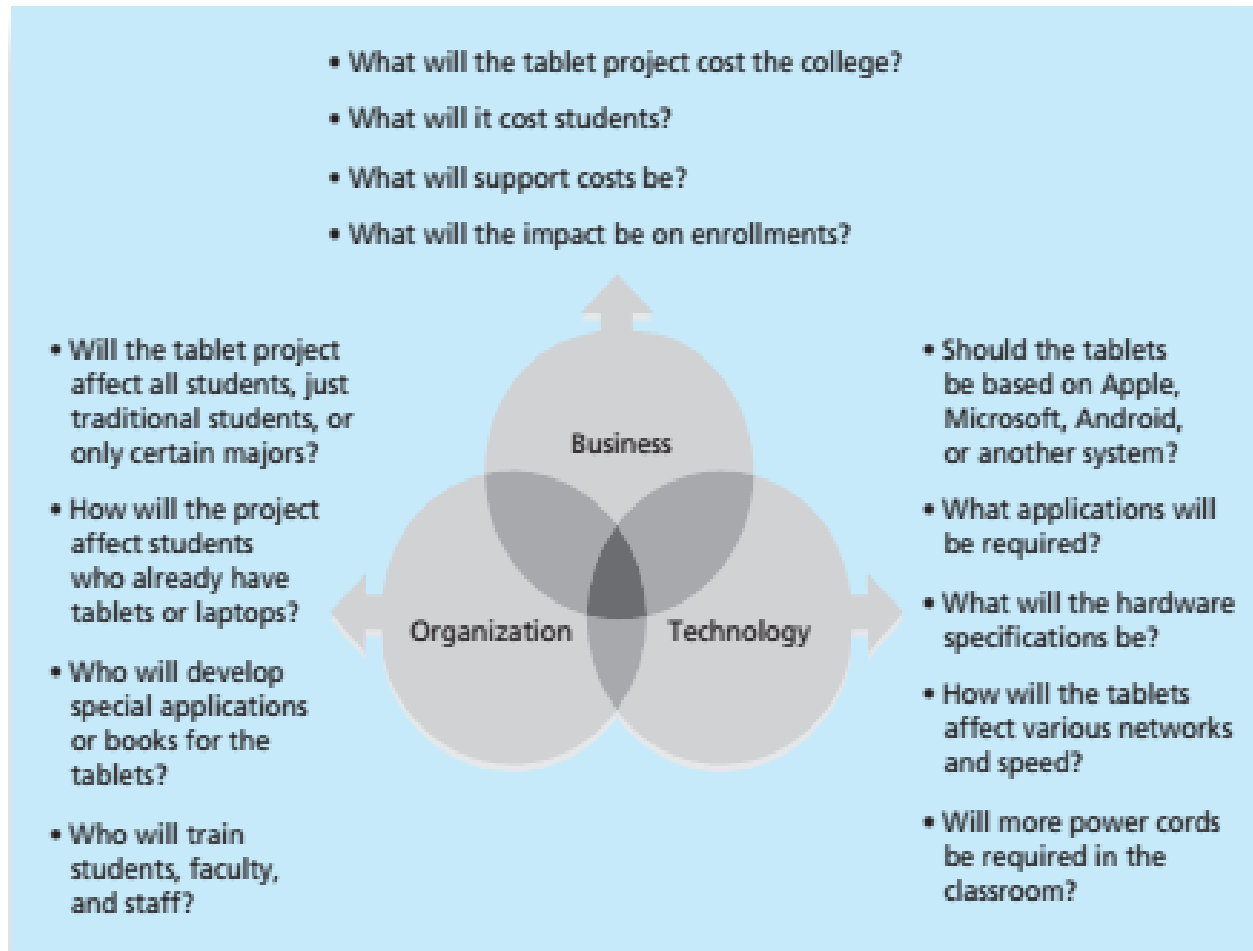 • What will the tablet project cost the college?
• What will it cost students?
• What will support costs be?
• What will the impact be on enrollments?
• Will the tablet project
affect all students, just
traditional students, or
only certain majors?
• How will the project
affect students
who already have
tablets or laptops?
• Who will develop
special applications
or books for the
tablets?
• Who will train
students, faculty,
and staff?
Business
Organization
Technology
• Should the tablets
be based on Apple,
Microsoft, Android,
or another system?
• What applications will
be required?
• What will the hardware
specifications be?
• How will the tablets
affect various networks
and speed?
• Will more power cords
be required in the
classroom?